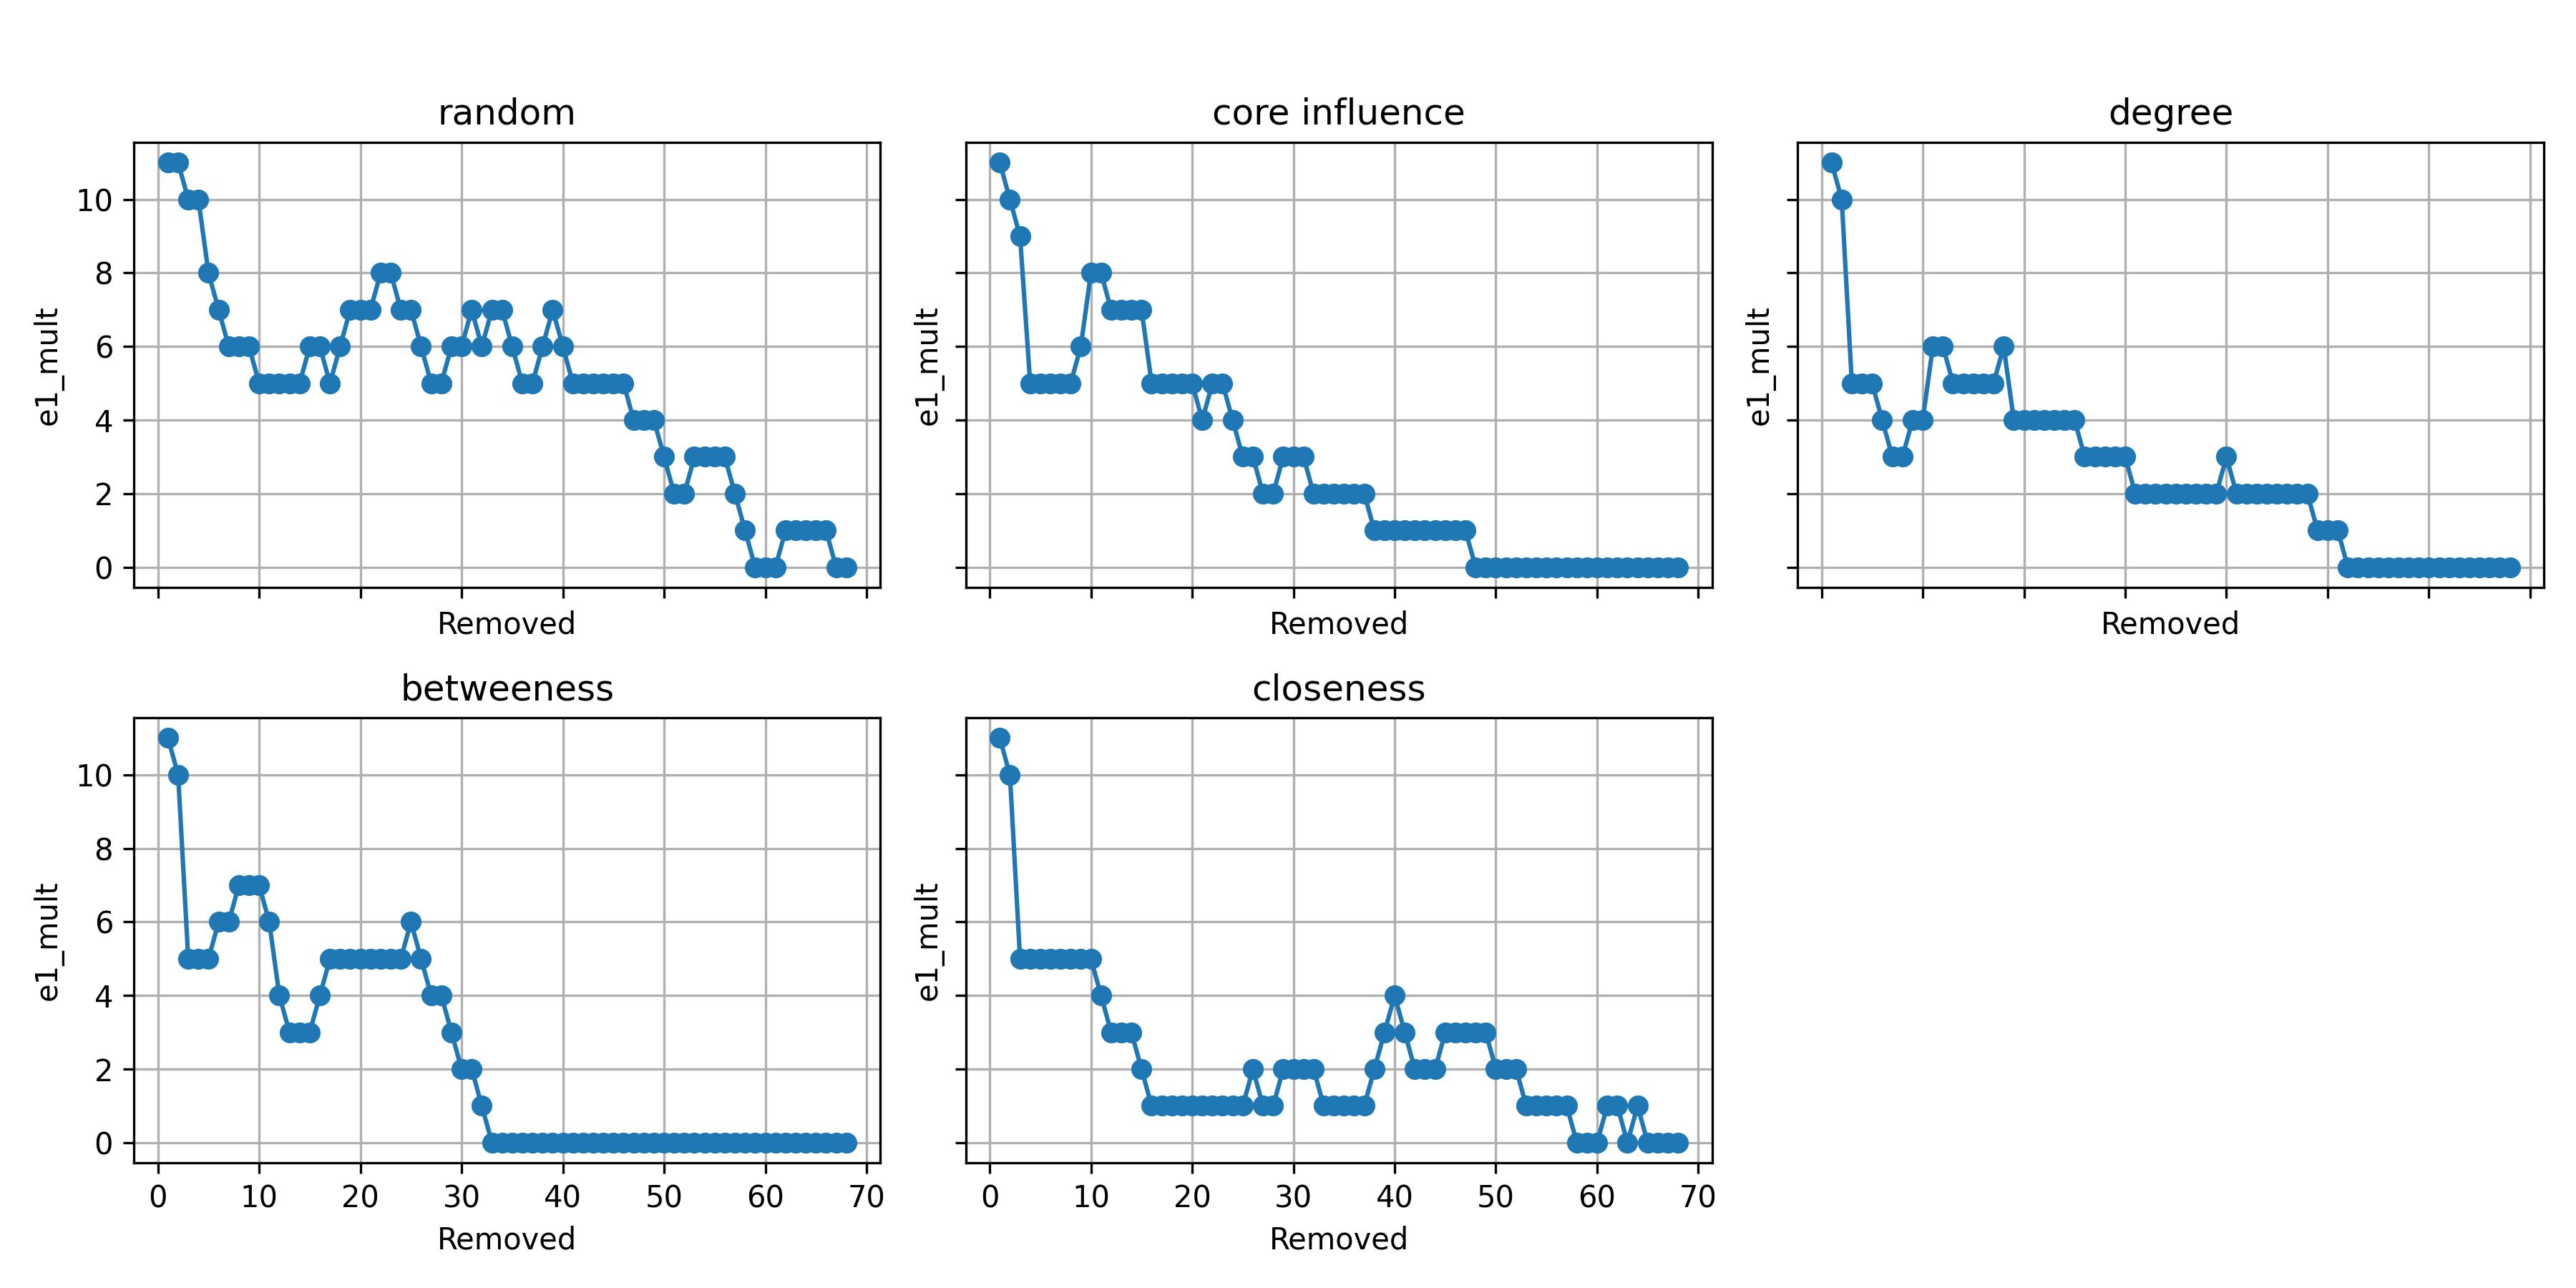 random
core influence
degree
10
8
6
4
2
0
e1_mult
e1_mult
e1_mult
Removed
Removed
Removed
betweeness
closeness
10
8
6
4
2
0
e1_mult
e1_mult
0 10 20 30 40 50 60 70
0 10 20 30 40 50 60 70
Removed
Removed